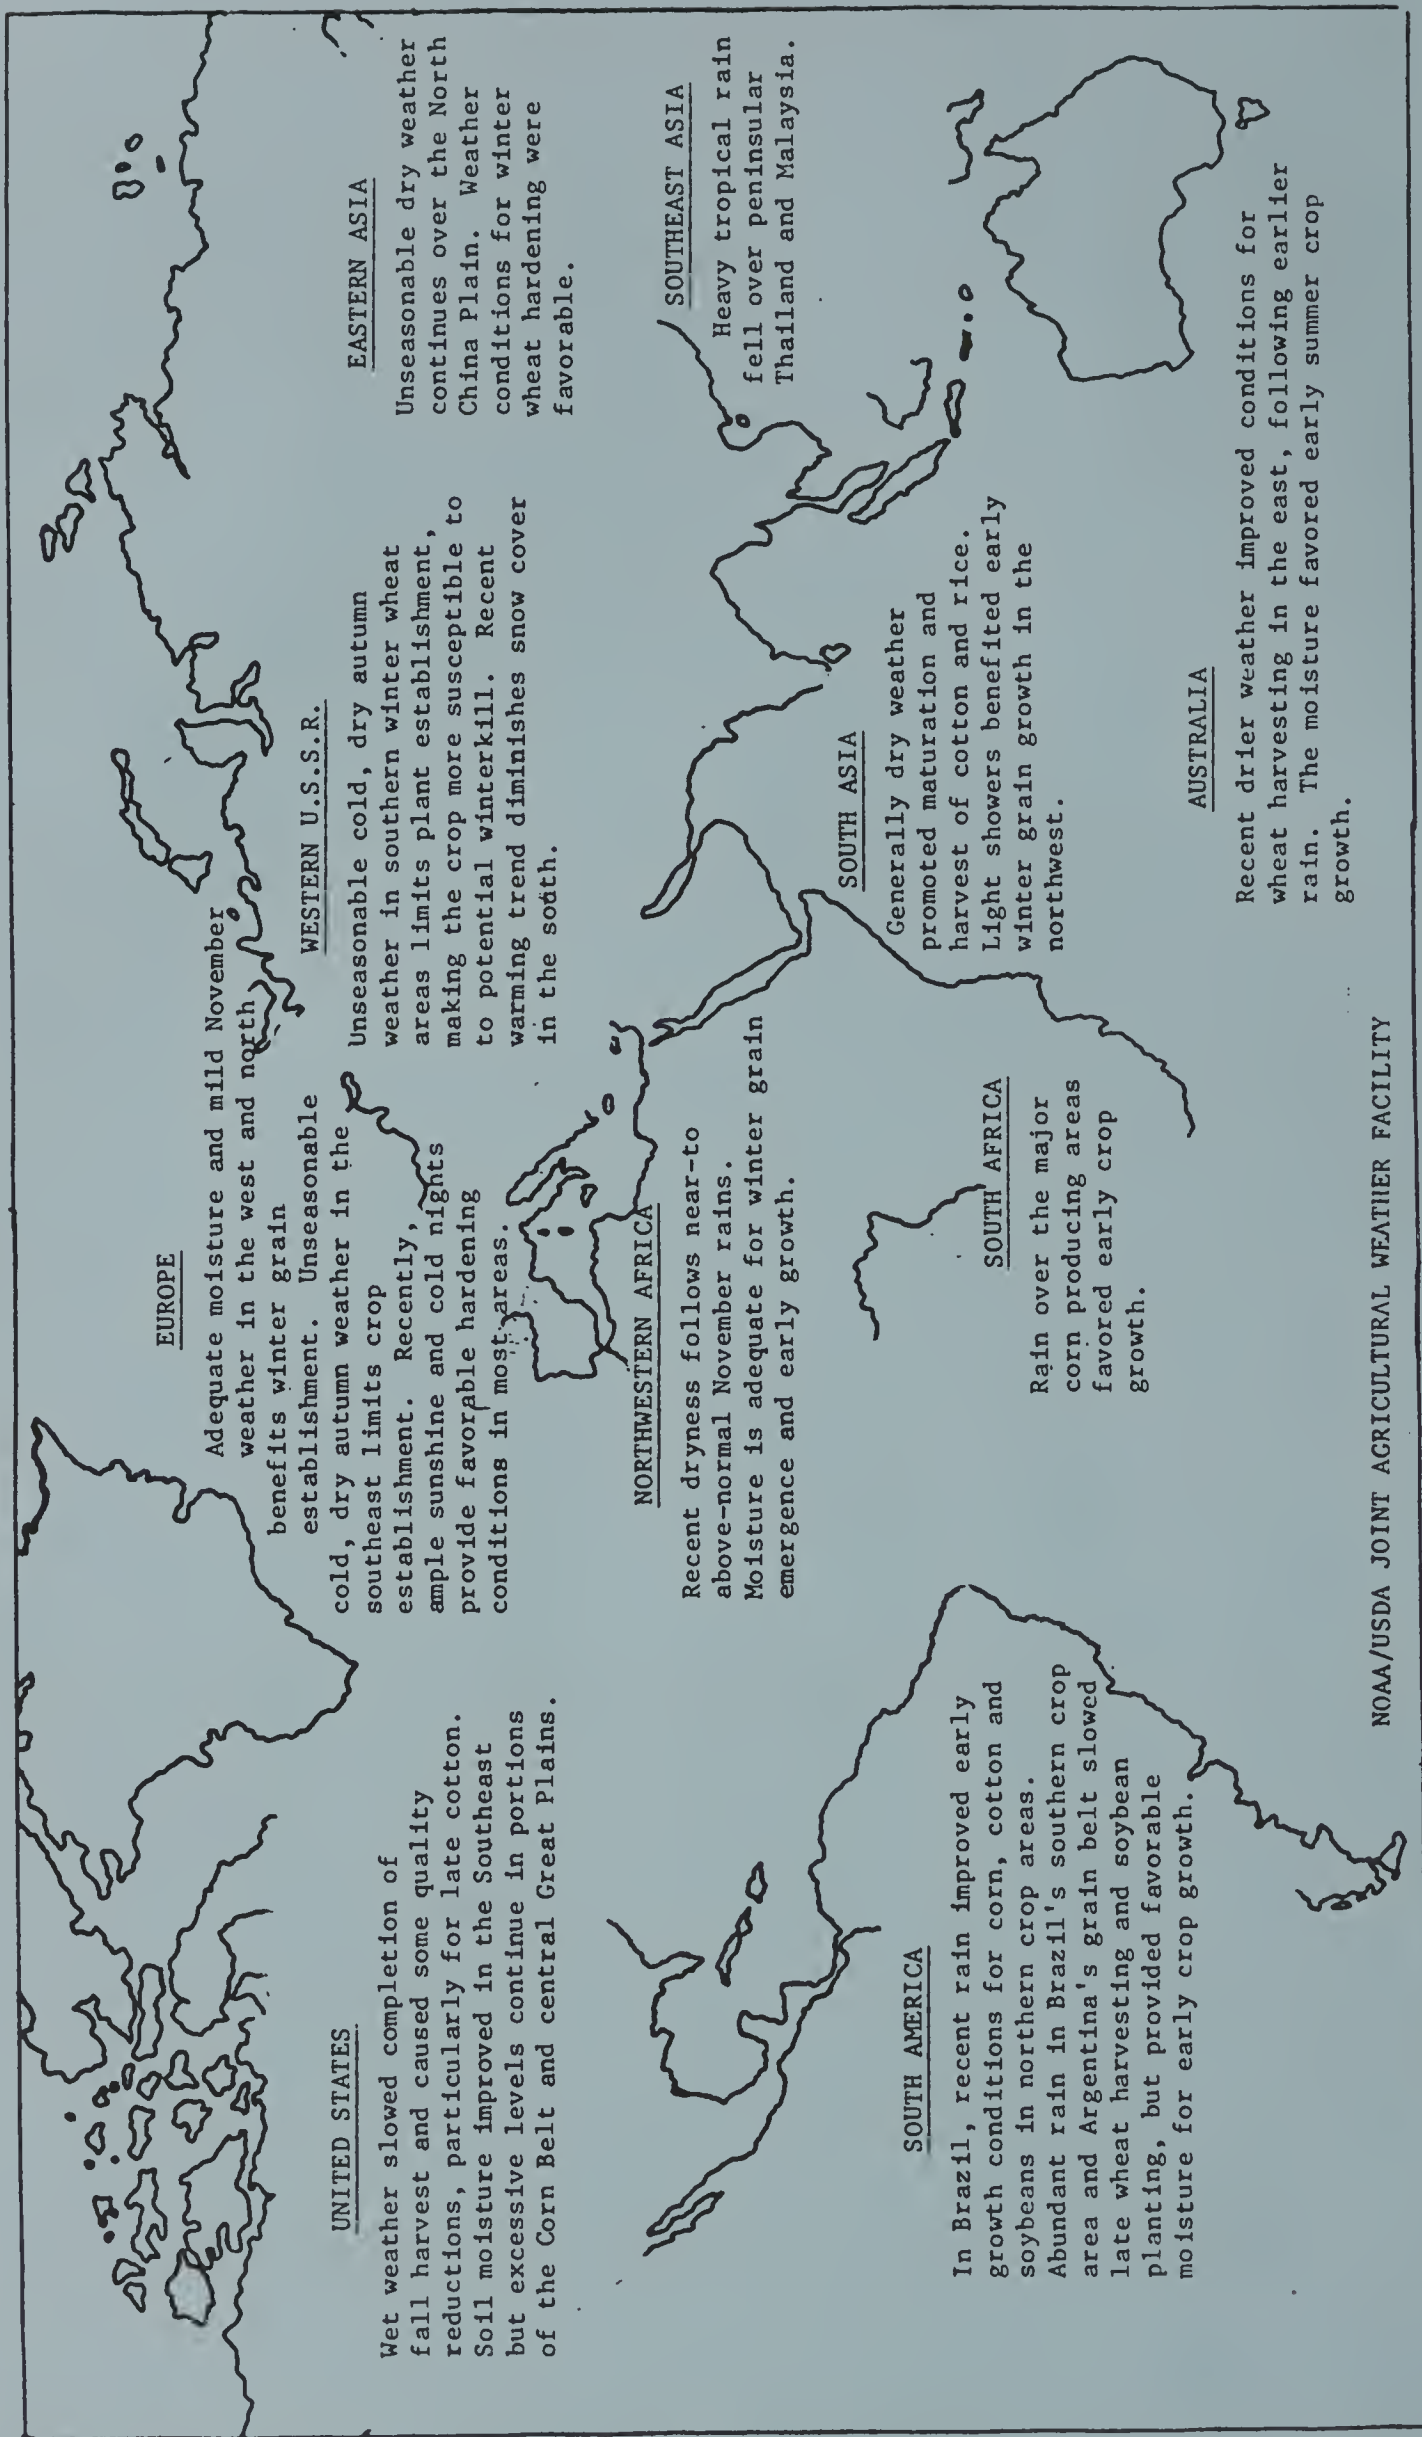 UNITED STATES
Wet weather slowed completion of
fall harvest and caused some quality
reductions, particularly for late cotton.
Soil moisture improved in the Southeast
but excessive levels continue in portions
of the Corn Belt and central Great Plains.
SOUTH AMERICA
In Brazil, recent rain improved early
growth conditions for corn, cotton and
soybeans in northern crop areas.
Abundant rain in Brazil's southern crop
area and Argentina's grain belt slowed
late wheat harvesting and soybean
planting, but provided favorable
moisture for early crop growth.
EUROPE
Adequate moisture and mild November
weather in the west and north
benefits winter grain
establishment. Unseasonable
cold, dry autumn weather in the
southeast limits crop
establishment. Recently,
ample sunshine and cold nights
provide favorable hardening
conditions in most areas.
NORTHWESTERN AFRICA
Recent dryness follows near-to
above-normal November rains.
Moisture is adequate for winter grain
emergence and early growth.
SOUTH AFRICA
Rain over the major
corn producing areas
favored early crop
growth.
WESTERN U.S.S.R.
Unseasonable cold, dry autumn
weather in southern winter wheat
areas limits plant establishment,
making the crop more susceptible to
to potential winterkill. Recent
warming trend diminishes snow cover
in the south.
SOUTH ASIA
Generally dry weather
promoted maturation and
harvest of cotton and rice.
Light showers benefited early
winter grain growth in the
northwest.
EASTERN ASIA
Unseasonable dry weather
continues over the North
China Plain. Weather
conditions for winter
wheat hardening were
favorable.
SOUTHEAST ASIA
Heavy tropical rain
fell over peninsular
Thailand and Malaysia.
AUSTRALIA
Recent drier weather improved conditions for
wheat harvesting in the east, following earlier
rain. The moisture favored early summer crop
growth.
NOAA/USDA JOINT AGRICULTURAL WEATHER FACILITY